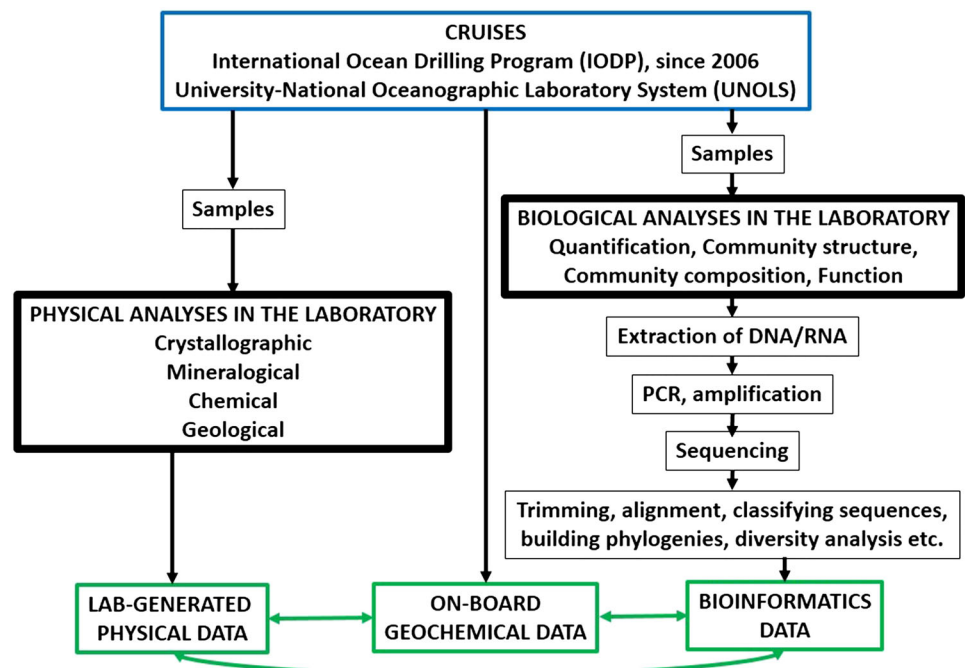 CRUISES
International Ocean Drilling Program (IODP), since 2006
University-National Oceanographic Laboratory System (UNOLS)
Samples
Samples
BIOLOGICAL ANALYSES IN THE LABORATORY
Quantification, Community structure,
Community composition, Function
PHYSICAL ANALYSES IN THE LABORATORY
Crystallographic
Mineralogical
Chemical
Geological
Extraction of DNA/RNA
PCR, amplification
Sequencing
Trimming, alignment, classifying sequences,
building phylogenies, diversity analysis etc.
LAB-GENERATED
PHYSICAL DATA
ON-BOARD
GEOCHEMICAL DATA
BIOINFORMATICS
DATA